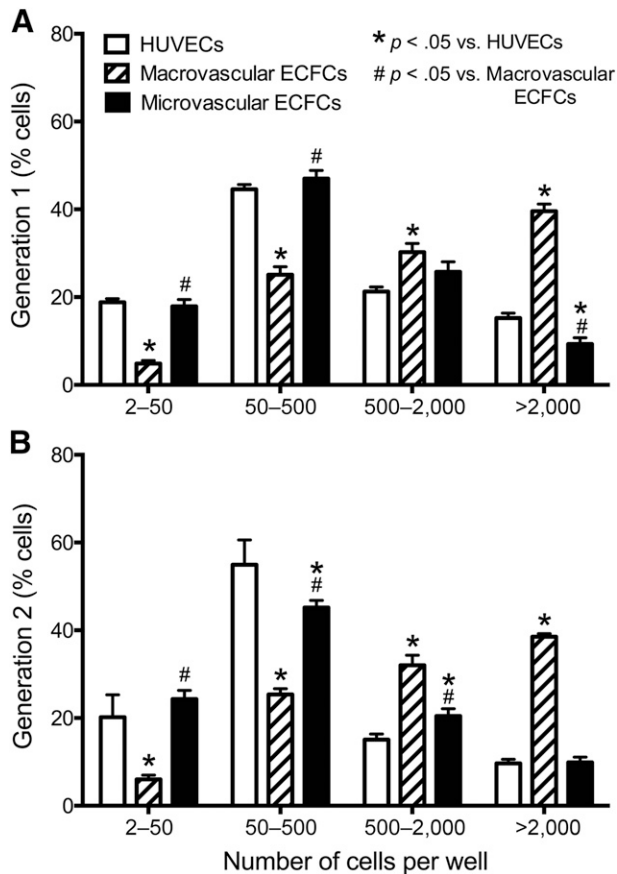 A
80
60
40
20
0
Generation 1 (% cells)
HUVECs
Macrovascular ECFCs
Microvascular ECFCs
* p < .05 vs. HUVECs
# p < .05 vs. Macrovascular
ECFCs
* # * # * * * #
2–50 50–500 500–2,000 >2,000
B
80
60
40
20
0
Generation 2 (% cells)
* # * * # * * # *
2–50 50–500 500–2,000 >2,000
Number of cells per well